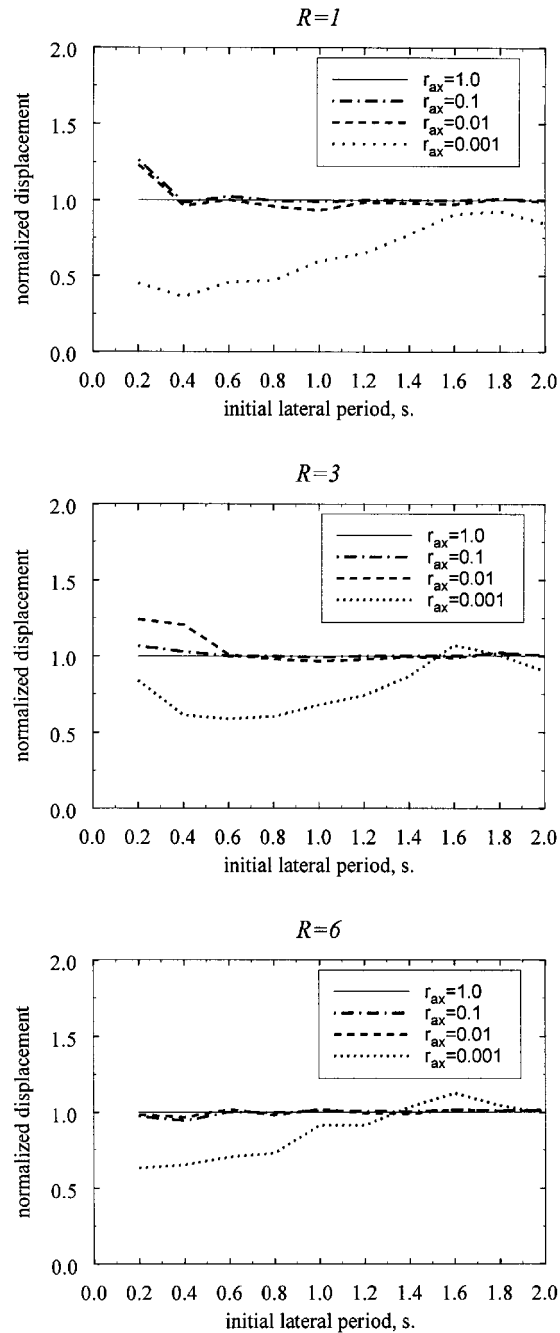 R=1
normalized displacement
2.0
1.5
1.0
0.5
0.0
r_ax=1.0
r_ax=0.1
r_ax=0.01
r_ax=0.001
0.0 0.2 0.4 0.6 0.8 1.0 1.2 1.4 1.6 1.8 2.0
initial lateral period, s.
R=3
normalized displacement
2.0
1.5
1.0
0.5
0.0
r_ax=1.0
r_ax=0.1
r_ax=0.01
r_ax=0.001
0.0 0.2 0.4 0.6 0.8 1.0 1.2 1.4 1.6 1.8 2.0
initial lateral period, s.
R=6
normalized displacement
2.0
1.5
1.0
0.5
0.0
r_ax=1.0
r_ax=0.1
r_ax=0.01
r_ax=0.001
0.0 0.2 0.4 0.6 0.8 1.0 1.2 1.4 1.6 1.8 2.0
initial lateral period, s.